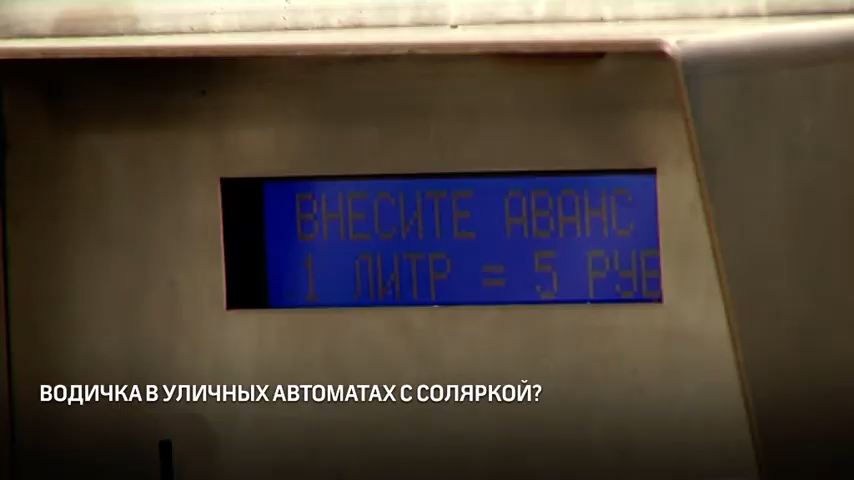 ВНЕСИТЕ АВАНС
1 ЛИТР = 5 РУБ
ВОДИЧКА В УЛИЧНЫХ АВТОМАТАХ С СОЛЯРКОЙ?